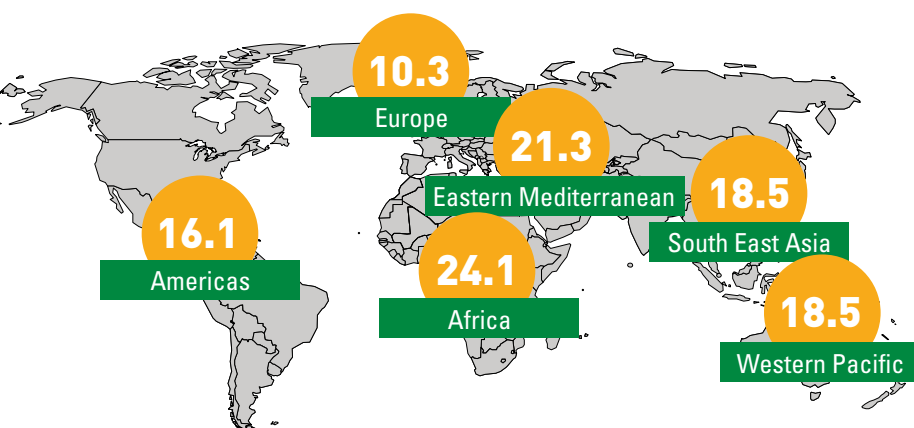 10.3
Europe
21.3
Eastern Mediterranean
18.5
South East Asia
16.1
Americas
24.1
Africa
18.5
Western Pacific